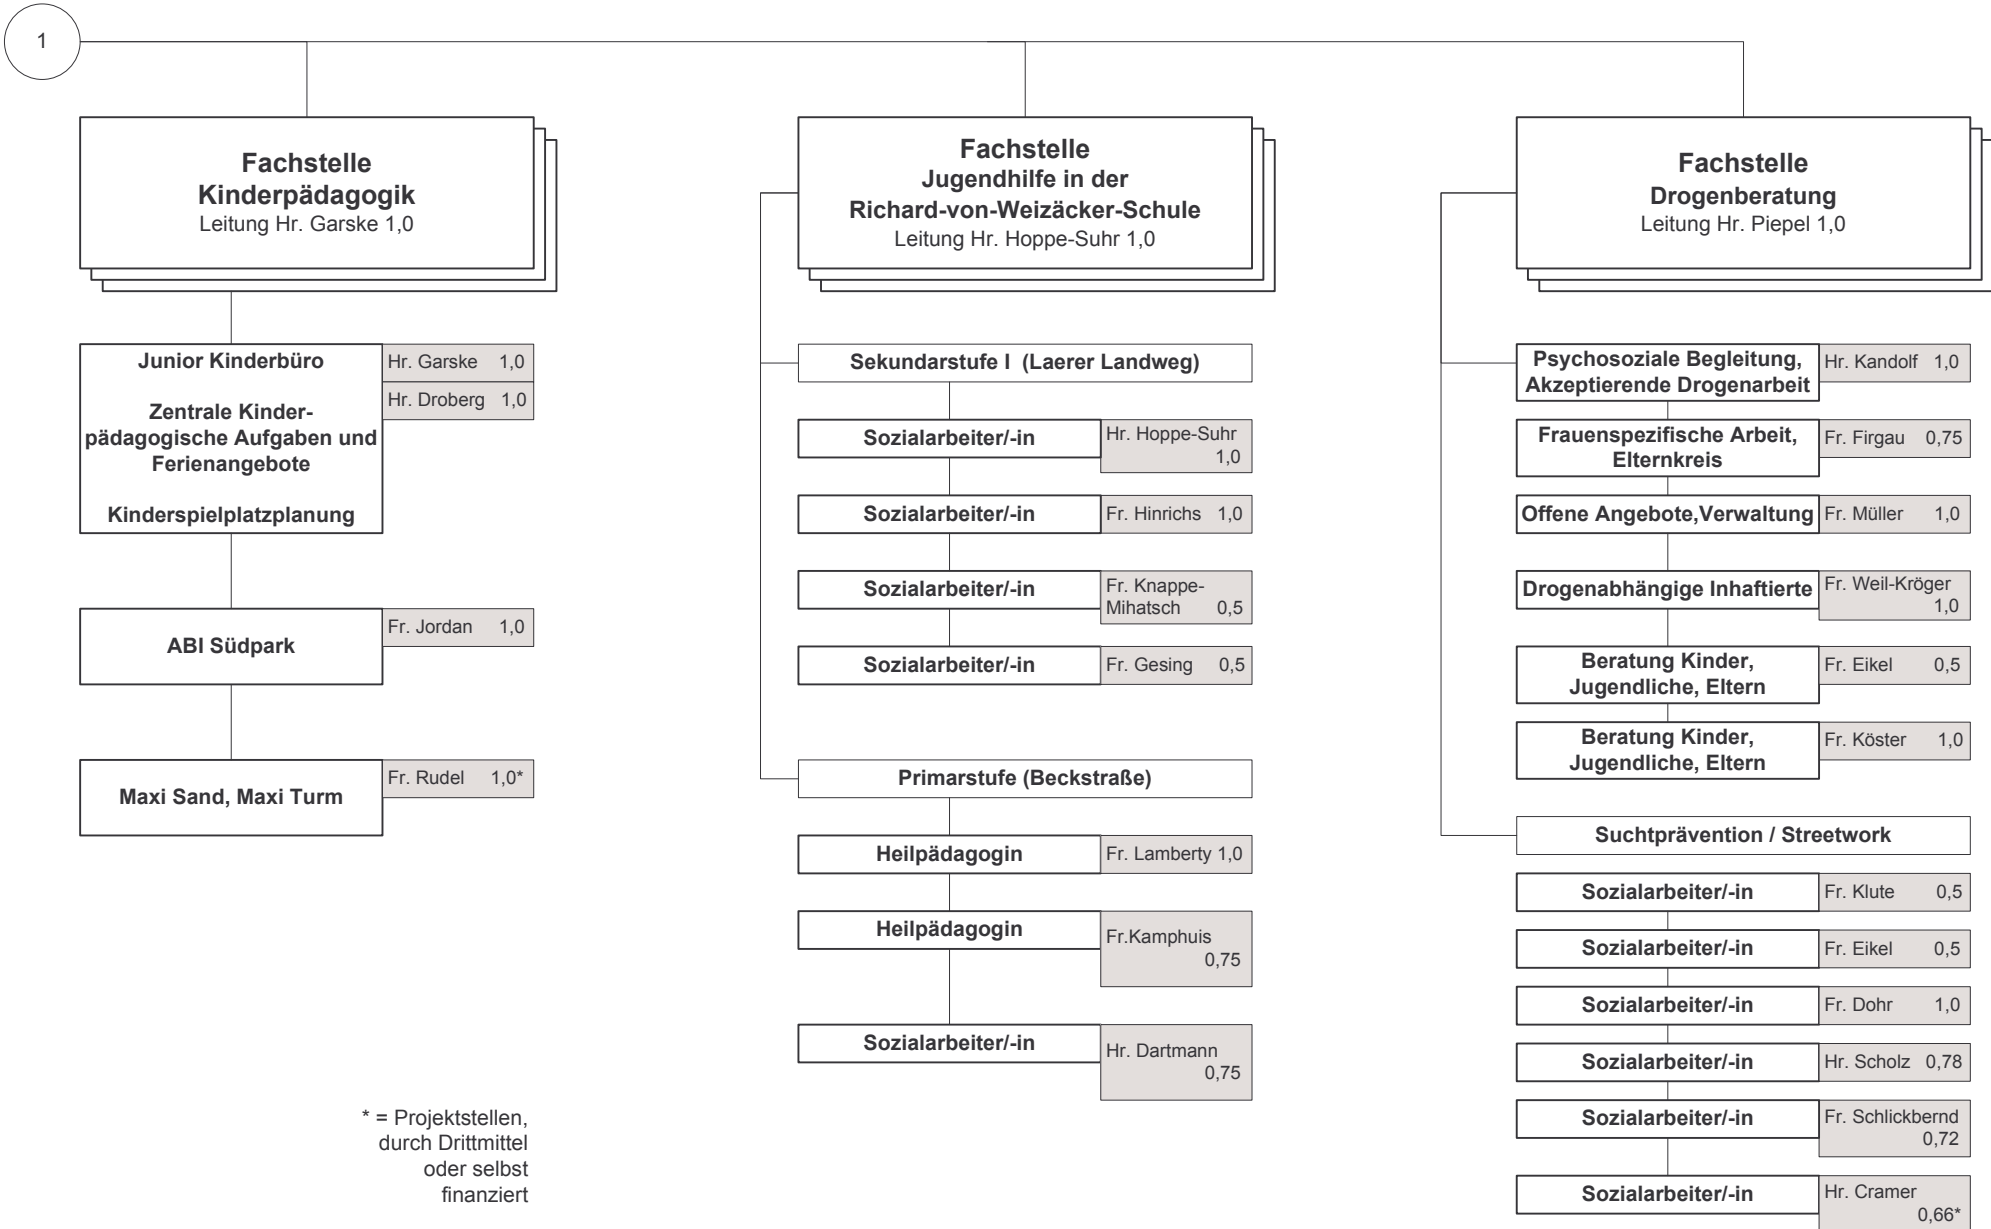 1
Fachstelle
Kinderpädagogik
Leitung Hr. Garske 1,0
Junior Kinderbüro
Zentrale Kinder-
pädagogische Aufgaben und
Ferienangebote
Kinderspielplatzplanung
Hr. Garske 1,0
Hr. Droberg 1,0
ABI Südpark
Fr. Jordan 1,0
Maxi Sand, Maxi Turm
Fr. Rudel 1,0*
* = Projektstellen,
durch Drittmittel
oder selbst
finanziert
Fachstelle
Jugendhilfe in der
Richard-von-Weizäcker-Schule
Leitung Hr. Hoppe-Suhr 1,0
Sekundarstufe I (Laerer Landweg)
Sozialarbeiter/-in
Hr. Hoppe-Suhr
1,0
Sozialarbeiter/-in
Fr. Hinrichs 1,0
Sozialarbeiter/-in
Fr. Knappe-
Mihatsch 0,5
Sozialarbeiter/-in
Fr. Gesing 0,5
Primarstufe (Beckstraße)
Heilpädagogin
Fr. Lamberty 1,0
Heilpädagogin
Fr.Kamphuis
0,75
Sozialarbeiter/-in
Hr. Dartmann
0,75
Fachstelle
Drogenberatung
Leitung Hr. Piepel 1,0
Psychosoziale Begleitung,
Akzeptierende Drogenarbeit
Hr. Kandolf 1,0
Frauenspezifische Arbeit,
Elternkreis
Fr. Firgau 0,75
Offene Angebote,Verwaltung
Fr. Müller 1,0
Drogenabhängige Inhaftierte
Fr. Weil-Kröger
1,0
Beratung Kinder,
Jugendliche, Eltern
Fr. Eikel 0,5
Beratung Kinder,
Jugendliche, Eltern
Fr. Köster 1,0
Suchtprävention / Streetwork
Sozialarbeiter/-in
Fr. Klute 0,5
Sozialarbeiter/-in
Fr. Eikel 0,5
Sozialarbeiter/-in
Fr. Dohr 1,0
Sozialarbeiter/-in
Hr. Scholz 0,78
Sozialarbeiter/-in
Fr. Schlickbernd
0,72
Sozialarbeiter/-in
Hr. Cramer
0,66*